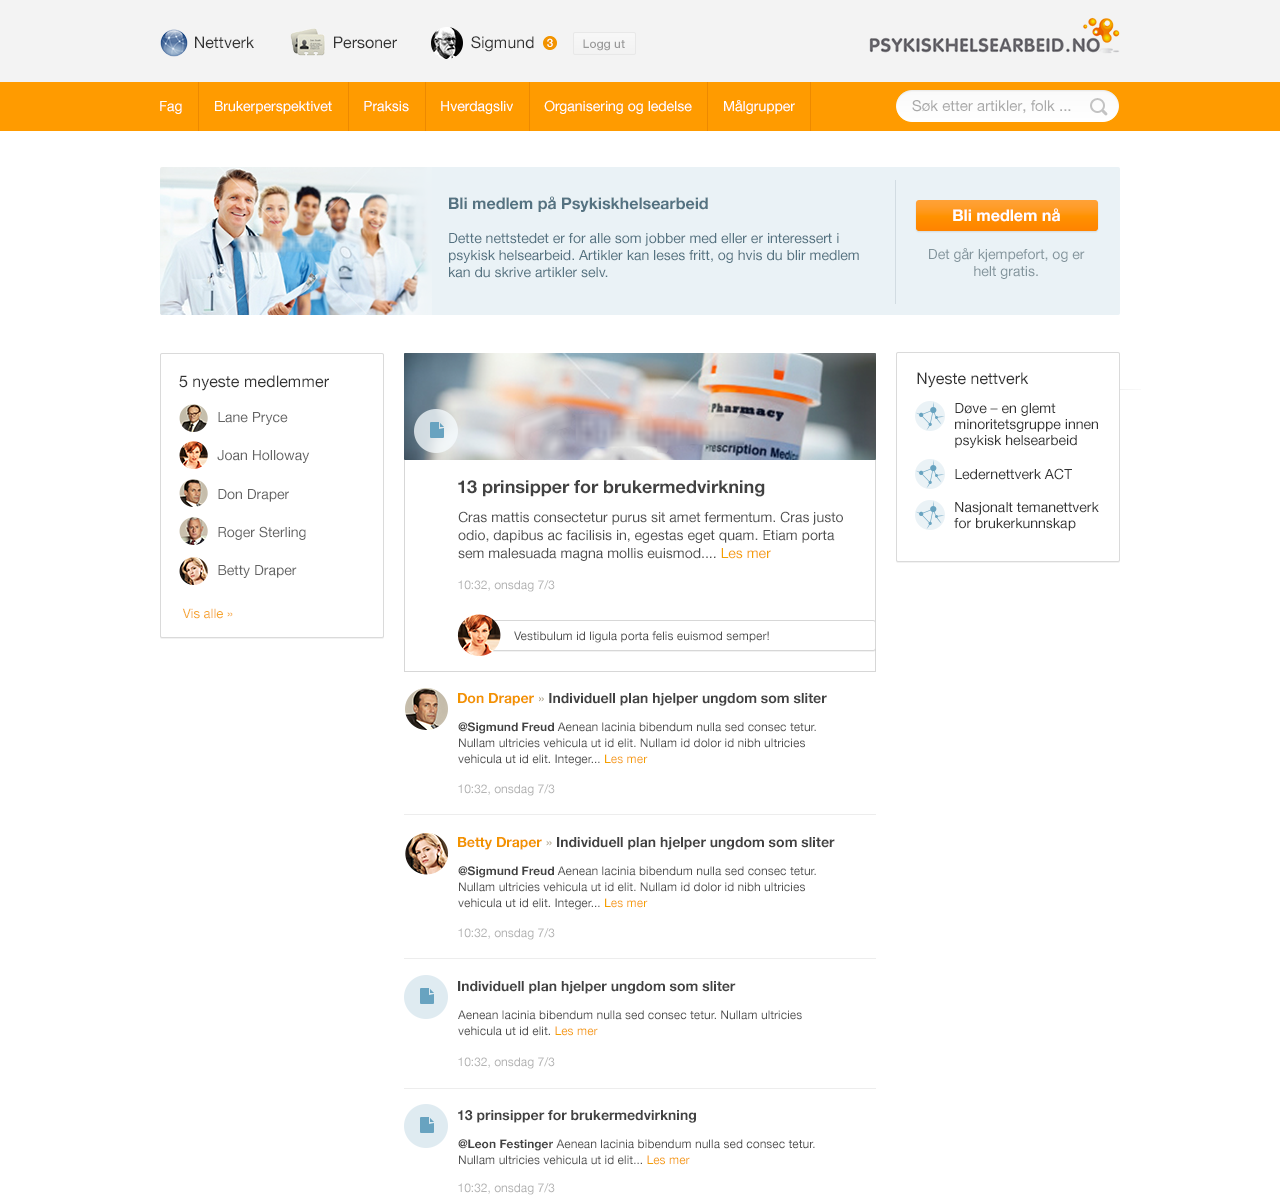 Nettverk
Personer
Sigmund 3
Logg ut
PSYKISKHELSEARBEID.NO
Fag
Brukerperspektivet
Praksis
Hverdagsliv
Organisering og ledelse
Målgrupper
Søk etter artikler, folk ...
Bli medlem på Psykiskhelsearbeid
Dette nettstedet er for alle som jobber med eller er interessert i
psykisk helsearbeid. Artikler kan leses fritt, og hvis du blir medlem
kan du skrive artikler selv.
Bli medlem nå
Det går kjempefort, og er
helt gratis.
5 nyeste medlemmer
Lane Pryce
Joan Holloway
Don Draper
Roger Sterling
Betty Draper
Vis alle »
Pharmacy
Prescription Medic
13 prinsipper for brukermedvirkning
Cras mattis consectetur purus sit amet fermentum. Cras justo
odio, dapibus ac facilisis in, egestas eget quam. Etiam porta
sem malesuada magna mollis euismod.... Les mer
10:32, onsdag 7/3
Vestibulum id ligula porta felis euismod semper!
Don Draper » Individuell plan hjelper ungdom som sliter
@Sigmund Freud Aenean lacinia bibendum nulla sed consec tetur.
Nullam ultricies vehicula ut id elit. Nullam id dolor id nibh ultricies
vehicula ut id elit. Integer... Les mer
10:32, onsdag 7/3
Betty Draper » Individuell plan hjelper ungdom som sliter
@Sigmund Freud Aenean lacinia bibendum nulla sed consec tetur.
Nullam ultricies vehicula ut id elit. Nullam id dolor id nibh ultricies
vehicula ut id elit. Integer... Les mer
10:32, onsdag 7/3
Individuell plan hjelper ungdom som sliter
Aenean lacinia bibendum nulla sed consec tetur. Nullam ultricies
vehicula ut id elit. Les mer
10:32, onsdag 7/3
13 prinsipper for brukermedvirkning
@Leon Festinger Aenean lacinia bibendum nulla sed consec tetur.
Nullam ultricies vehicula ut id elit... Les mer
10:32, onsdag 7/3
Nyeste nettverk
Døve – en glemt
minoritetsgruppe innen
psykisk helsearbeid
Ledernettverk ACT
Nasjonalt temanettverk
for brukerkunnskap